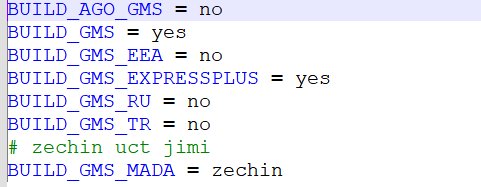 BUILD_AGO_GMS = no
BUILD_GMS = yes
BUILD_GMS_EEA = no
BUILD_GMS_EXPRESSPLUS = yes
BUILD_GMS_RU = no
BUILD_GMS_TR = no
# zechin uct jimi
BUILD_GMS_MADA = zechin